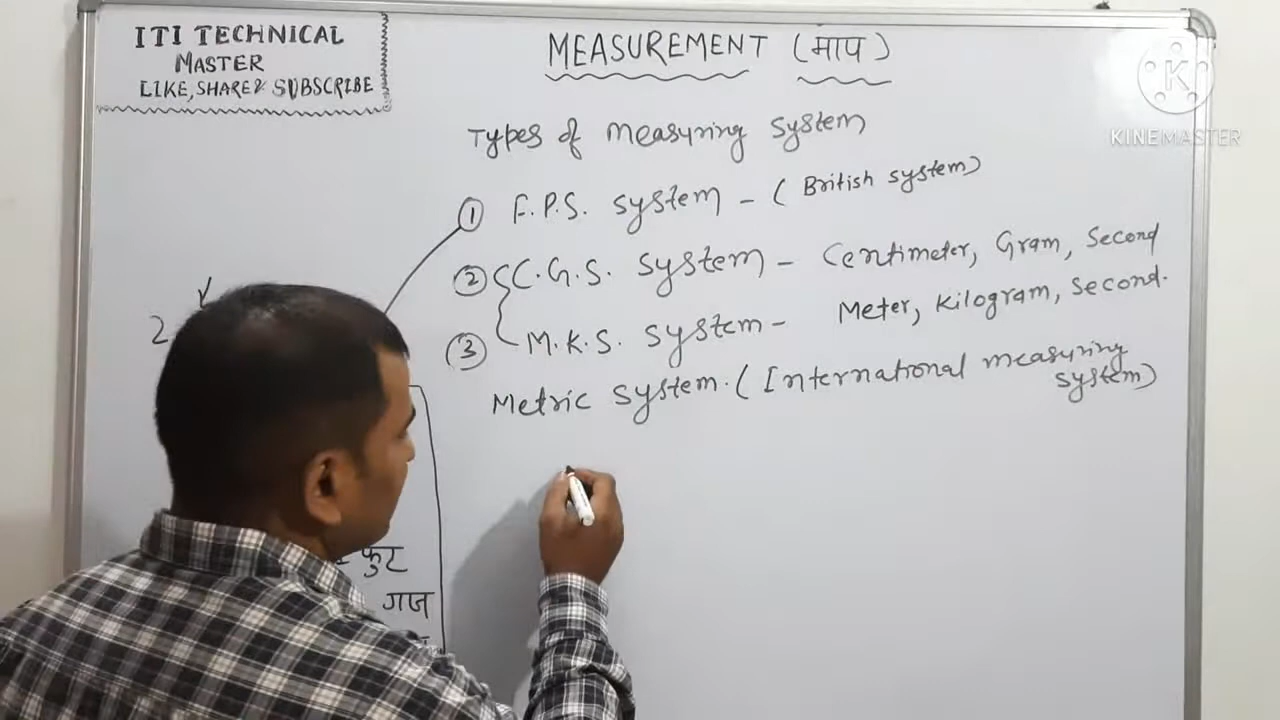 ITI TECHNICAL
MASTER
LIKE, SHARE & SUBSCRIBE
MEASUREMENT (माप)
KINEMASTER
Types of measuring system
① F.P.S. system - (British system)
② C.G.S. system - Centimeter, Gram, Second
③ M.K.S. system - Meter, Kilogram, Second.
Metric system. (International measuring
system)
2
फुट
गज